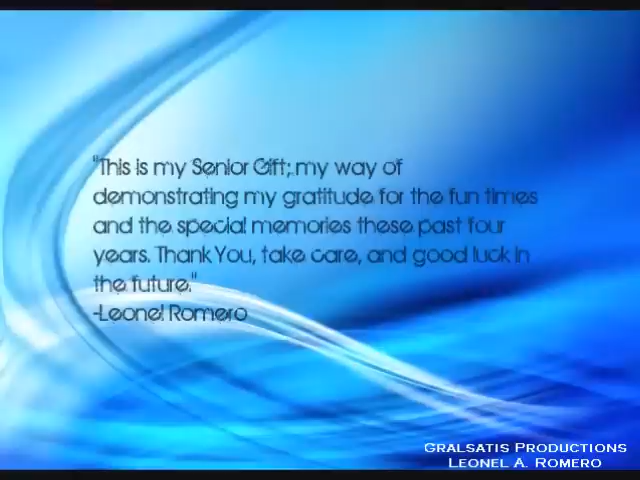 "This is my Senior Gift; my way of
demonstrating my gratitude for the fun times
and the special memories these past four
years. Thank You, take care, and good luck in
the future."
-Leonel Romero
Gralsatis Productions
Leonel A. Romero